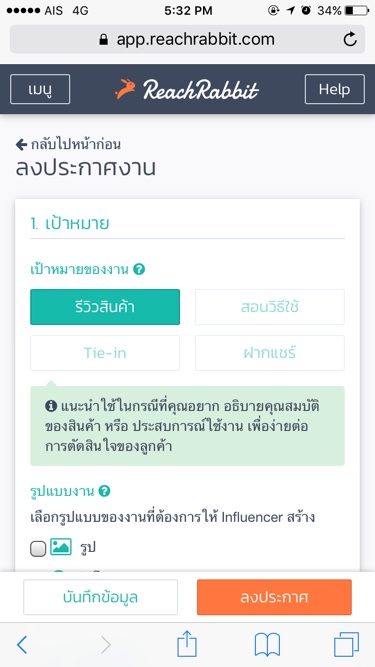 AIS 4G 5:32 PM 34%
app.reachrabbit.com
เมนู ReachRabbit Help
กลับไปหน้าก่อน
ลงประกาศงาน
1. เป้าหมาย
เป้าหมายของงาน
รีวิวสินค้า สอนวิธีใช้
Tie-in ฝากแชร์
แนะนำใช้ในกรณีที่คุณอยาก อธิบายคุณสมบัติ
ของสินค้า หรือ ประสบการณ์ใช้งาน เพื่อง่ายต่อ
การตัดสินใจของลูกค้า
รูปแบบงาน
เลือกรูปแบบของงานที่ต้องการให้ Influencer สร้าง
รูป
บันทึกข้อมูล ลงประกาศ